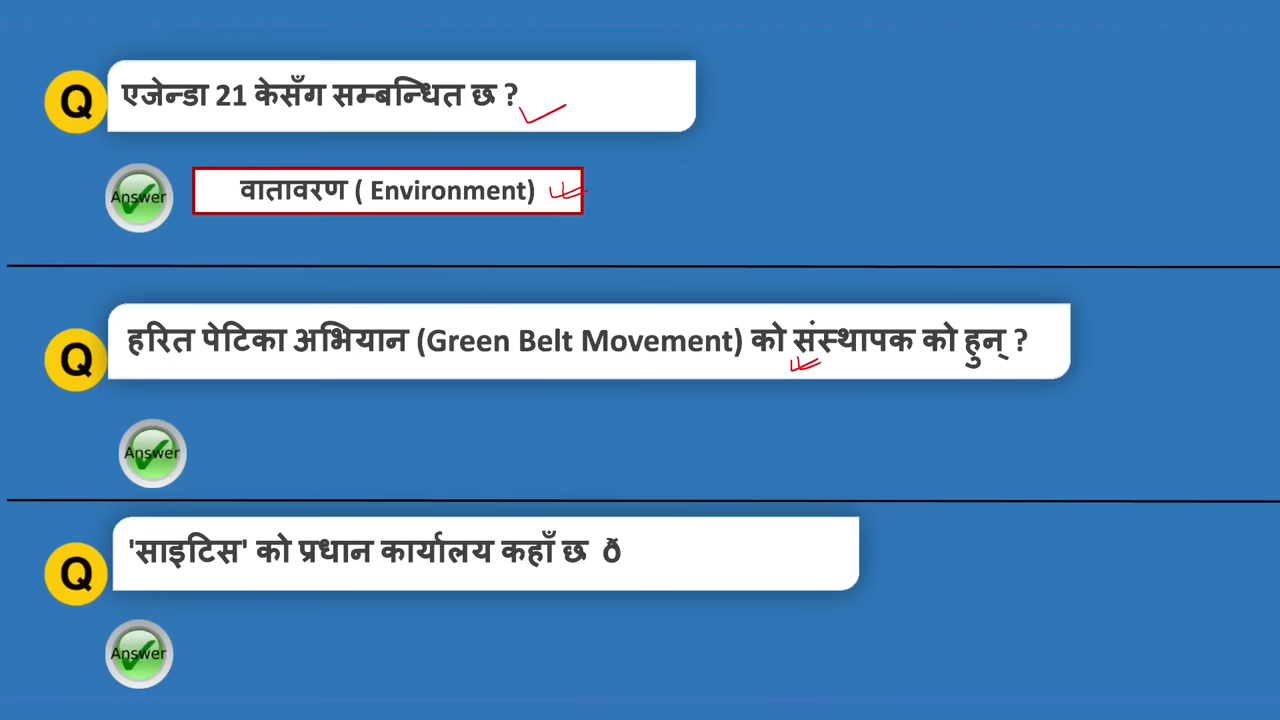 Q एजेन्डा 21 केसँग सम्बन्धित छ ?
Answer वातावरण ( Environment)
Q हरित पेटिका अभियान (Green Belt Movement) को संस्थापक को हुन् ?
Answer
Q 'साइटिस' को प्रधान कार्यालय कहाँ छ ð
Answer